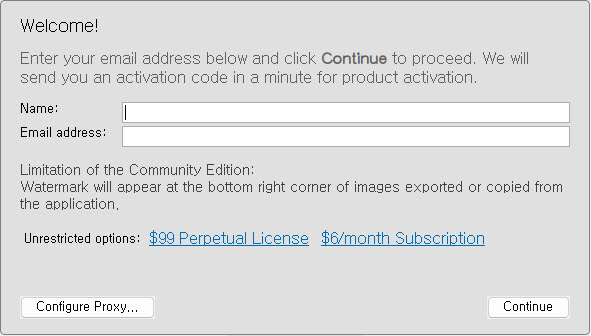 Welcome!
Enter your email address below and click Continue to proceed. We will
send you an activation code in a minute for product activation.
Name:
Email address:
Limitation of the Community Edition:
Watermark will appear at the bottom right corner of images exported or copied from
the application.
Unrestricted options: $99 Perpetual License $6/month Subscription
Configure Proxy... Continue